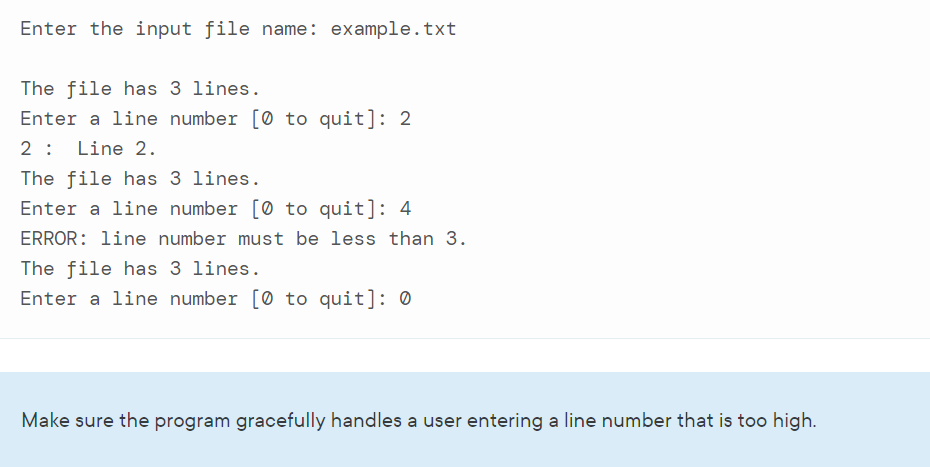 Enter the input file name: example.txt
The file has 3 lines.
Enter a line number [0 to quit]: 2
2 :  Line 2.
The file has 3 lines.
Enter a line number [0 to quit]: 4
ERROR: line number must be less than 3.
The file has 3 lines.
Enter a line number [0 to quit]: 0
Make sure the program gracefully handles a user entering a line number that is too high.